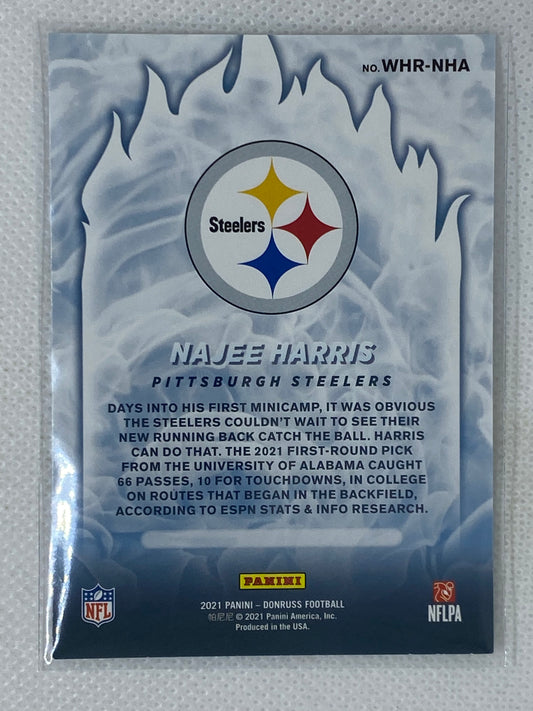 NO. WHR-NHA
Steelers
NAJEE HARRIS
PITTSBURGH STEELERS
DAYS INTO HIS FIRST MINICAMP, IT WAS OBVIOUS
THE STEELERS COULDN'T WAIT TO SEE THEIR
NEW RUNNING BACK CATCH THE BALL. HARRIS
CAN DO THAT. THE 2021 FIRST-ROUND PICK
FROM THE UNIVERSITY OF ALABAMA CAUGHT
66 PASSES, 10 FOR TOUCHDOWNS, IN COLLEGE
ON ROUTES THAT BEGAN IN THE BACKFIELD,
ACCORDING TO ESPN STATS & INFO RESEARCH.
PANINI
NFL
2021 PANINI – DONRUSS FOOTBALL
帕尼尼 © 2021 Panini America, Inc.
Produced in the USA.
NFLPA